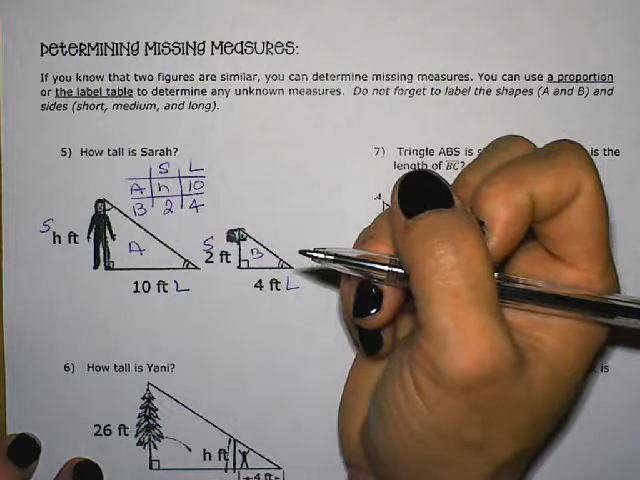 DETERMINING MISSING MEASURES:
If you know that two figures are similar, you can determine missing measures. You can use a proportion
or the label table to determine any unknown measures. Do not forget to label the shapes (A and B) and
sides (short, medium, and long).
5) How tall is Sarah?
S L
A h 10
B 2 4
S
h ft
A
10 ft L
S
2 ft
B
4 ft L
7) Tringle ABS is is the
length of BC?
A
6) How tall is Yani?
26 ft
h ft
4 ft
is